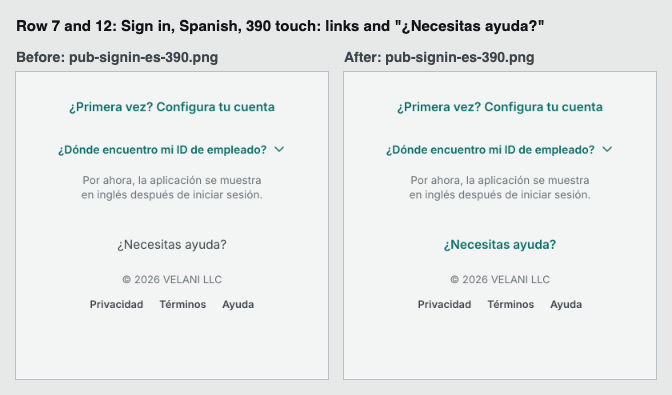 Row 7 and 12: Sign in, Spanish, 390 touch: links and "¿Necesitas ayuda?"
Before: pub-signin-es-390.png
¿Primera vez? Configura tu cuenta
¿Dónde encuentro mi ID de empleado?
Por ahora, la aplicación se muestra
en inglés después de iniciar sesión.
¿Necesitas ayuda?
© 2026 VELANI LLC
Privacidad Términos Ayuda
After: pub-signin-es-390.png
¿Primera vez? Configura tu cuenta
¿Dónde encuentro mi ID de empleado?
Por ahora, la aplicación se muestra
en inglés después de iniciar sesión.
¿Necesitas ayuda?
© 2026 VELANI LLC
Privacidad Términos Ayuda